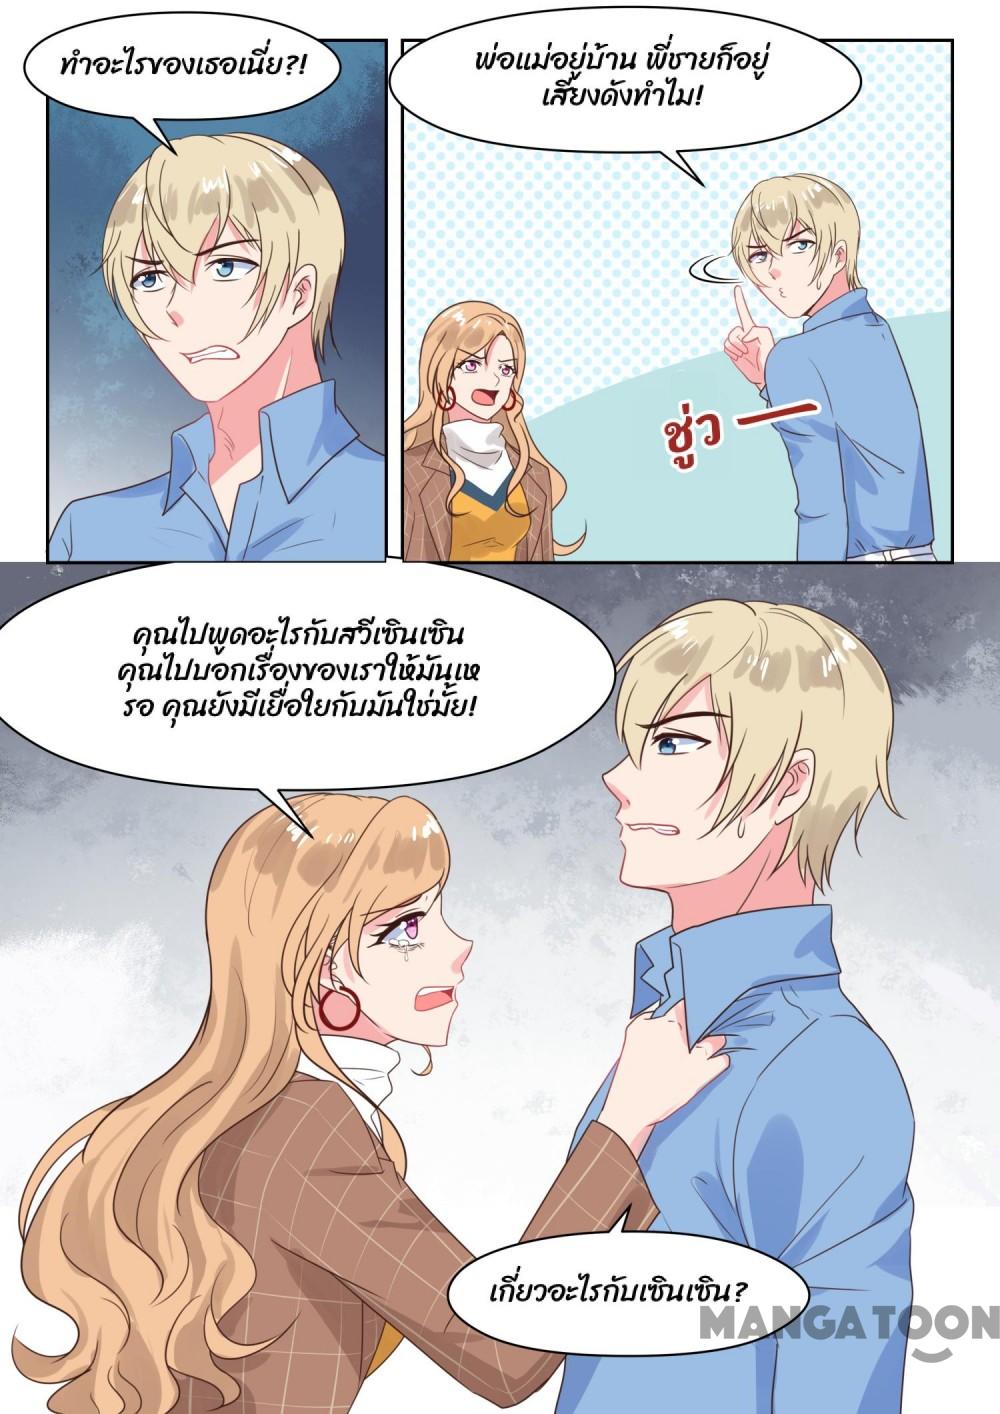 ทำอะไรของเธอเนี่ย?!
พ่อแม่อยู่บ้าน พี่ชายก็อยู่
เสียงดังทำไม!
ชู่ว
คุณไปพูดอะไรกับสวีเซินเซิน
คุณไปบอกเรื่องของเราให้มันเห
รอ คุณยังมีเยื่อใยกับมันใช่มั้ย!
เกี่ยวอะไรกับเซินเซิน?
MANGATOON